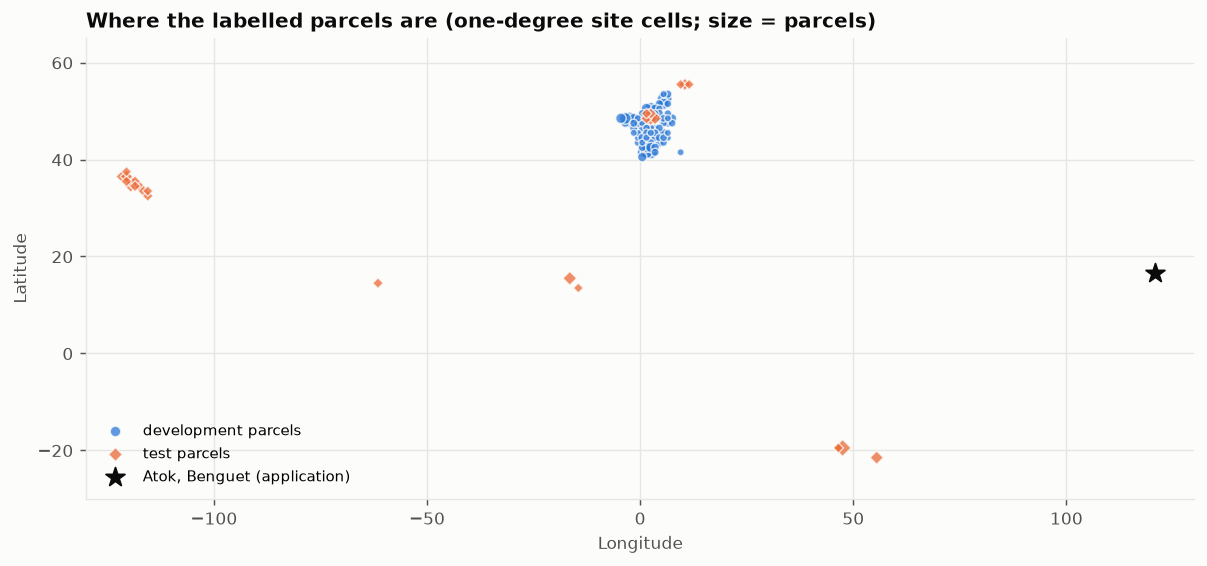 Where the labelled parcels are (one-degree site cells; size = parcels)
60
40
20
0
−20
Latitude
development parcels
test parcels
Atok, Benguet (application)
−100
−50
0
50
100
Longitude